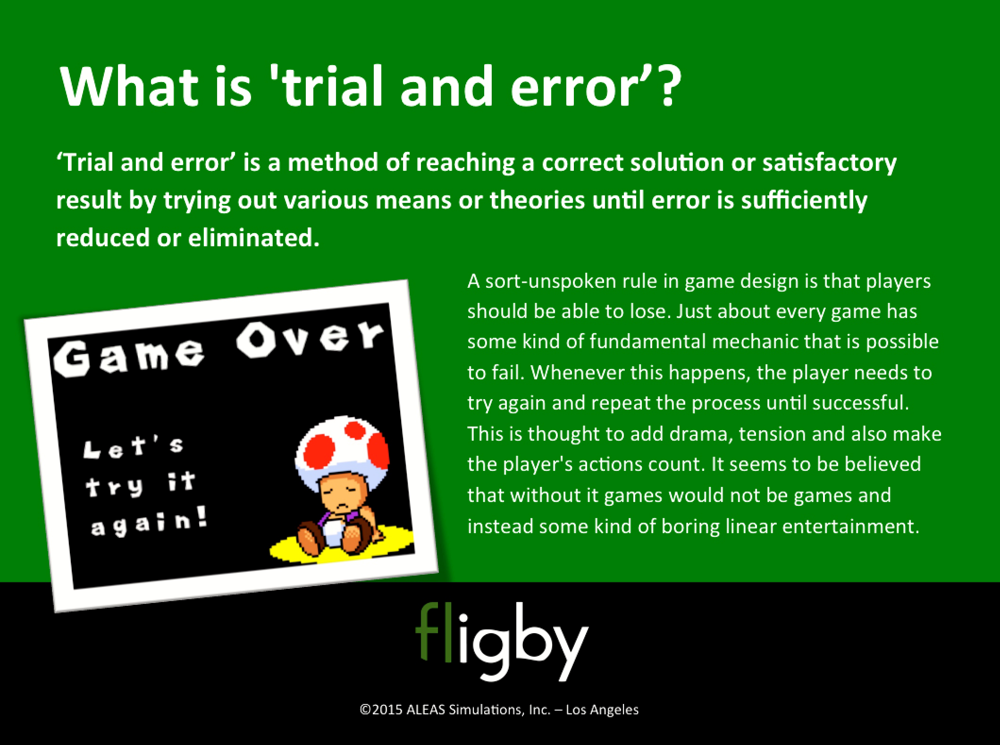 What is 'trial and error’?
‘Trial and error’ is a method of reaching a correct solution or satisfactory
result by trying out various means or theories until error is sufficiently
reduced or eliminated.
Game Over
Let's
try it
again!
A sort-unspoken rule in game design is that players
should be able to lose. Just about every game has
some kind of fundamental mechanic that is possible
to fail. Whenever this happens, the player needs to
try again and repeat the process until successful.
This is thought to add drama, tension and also make
the player's actions count. It seems to be believed
that without it games would not be games and
instead some kind of boring linear entertainment.
fligby
©2015 ALEAS Simulations, Inc. – Los Angeles